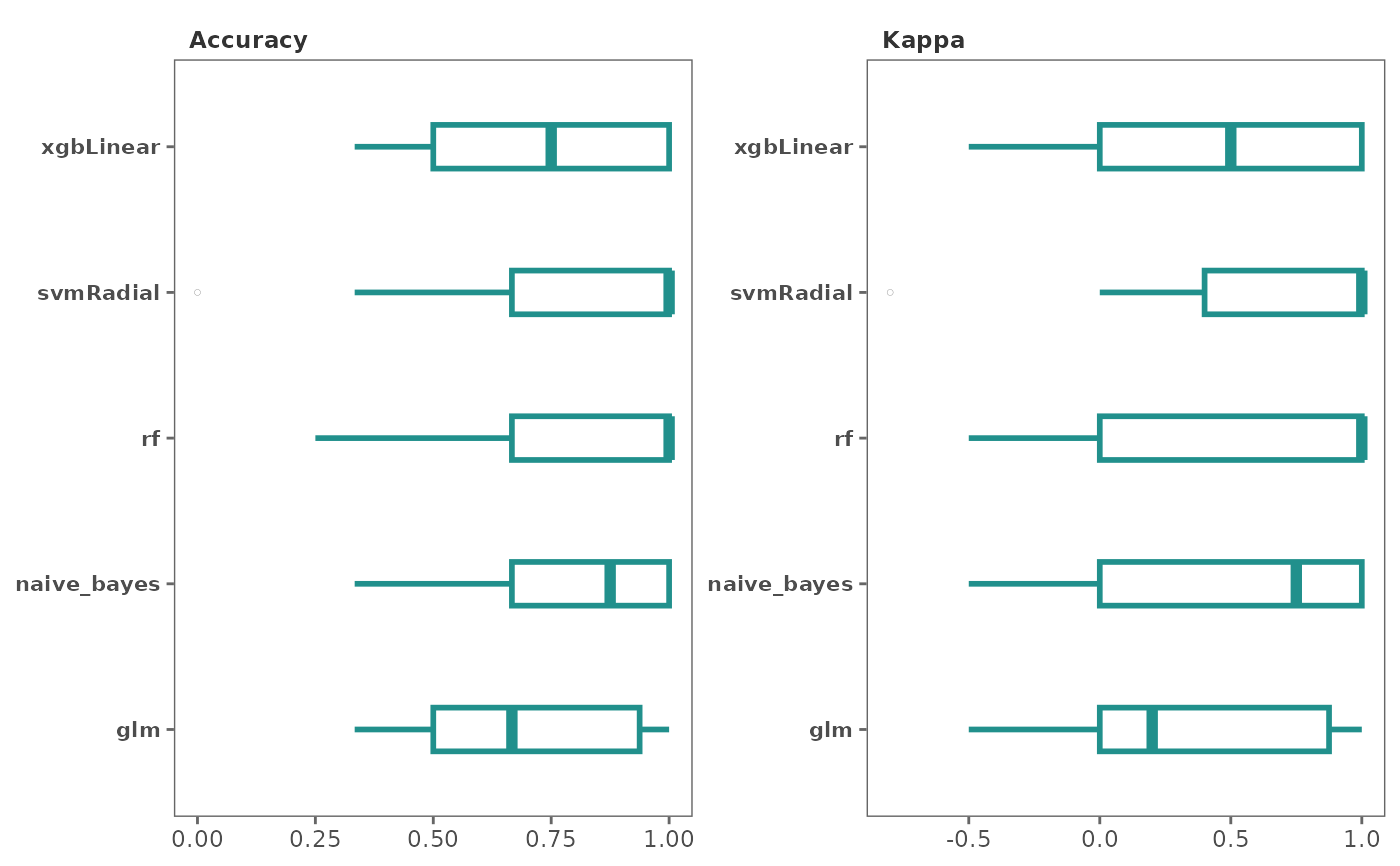 Accuracy
xgbLinear
svmRadial
rf
naive_bayes
glm
0.00 0.25 0.50 0.75 1.00
Kappa
xgbLinear
svmRadial
rf
naive_bayes
glm
-0.5 0.0 0.5 1.0